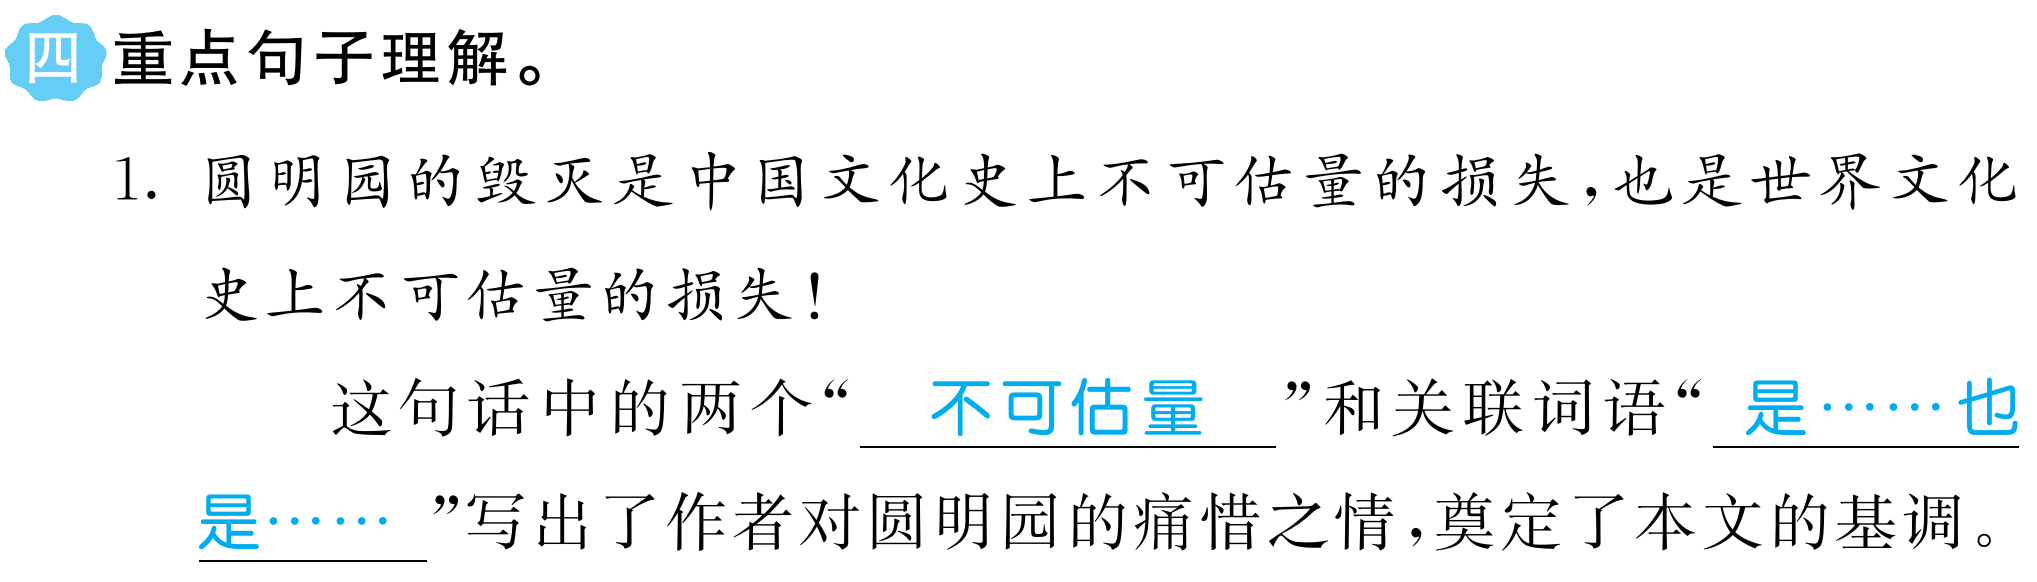 四 重点句子理解。
1. 圆明园的毁灭是中国文化史上不可估量的损失,也是世界文化
史上不可估量的损失!
这句话中的两个“ 不可估量 ”和关联词语“ 是……也
是…… ”写出了作者对圆明园的痛惜之情,奠定了本文的基调。